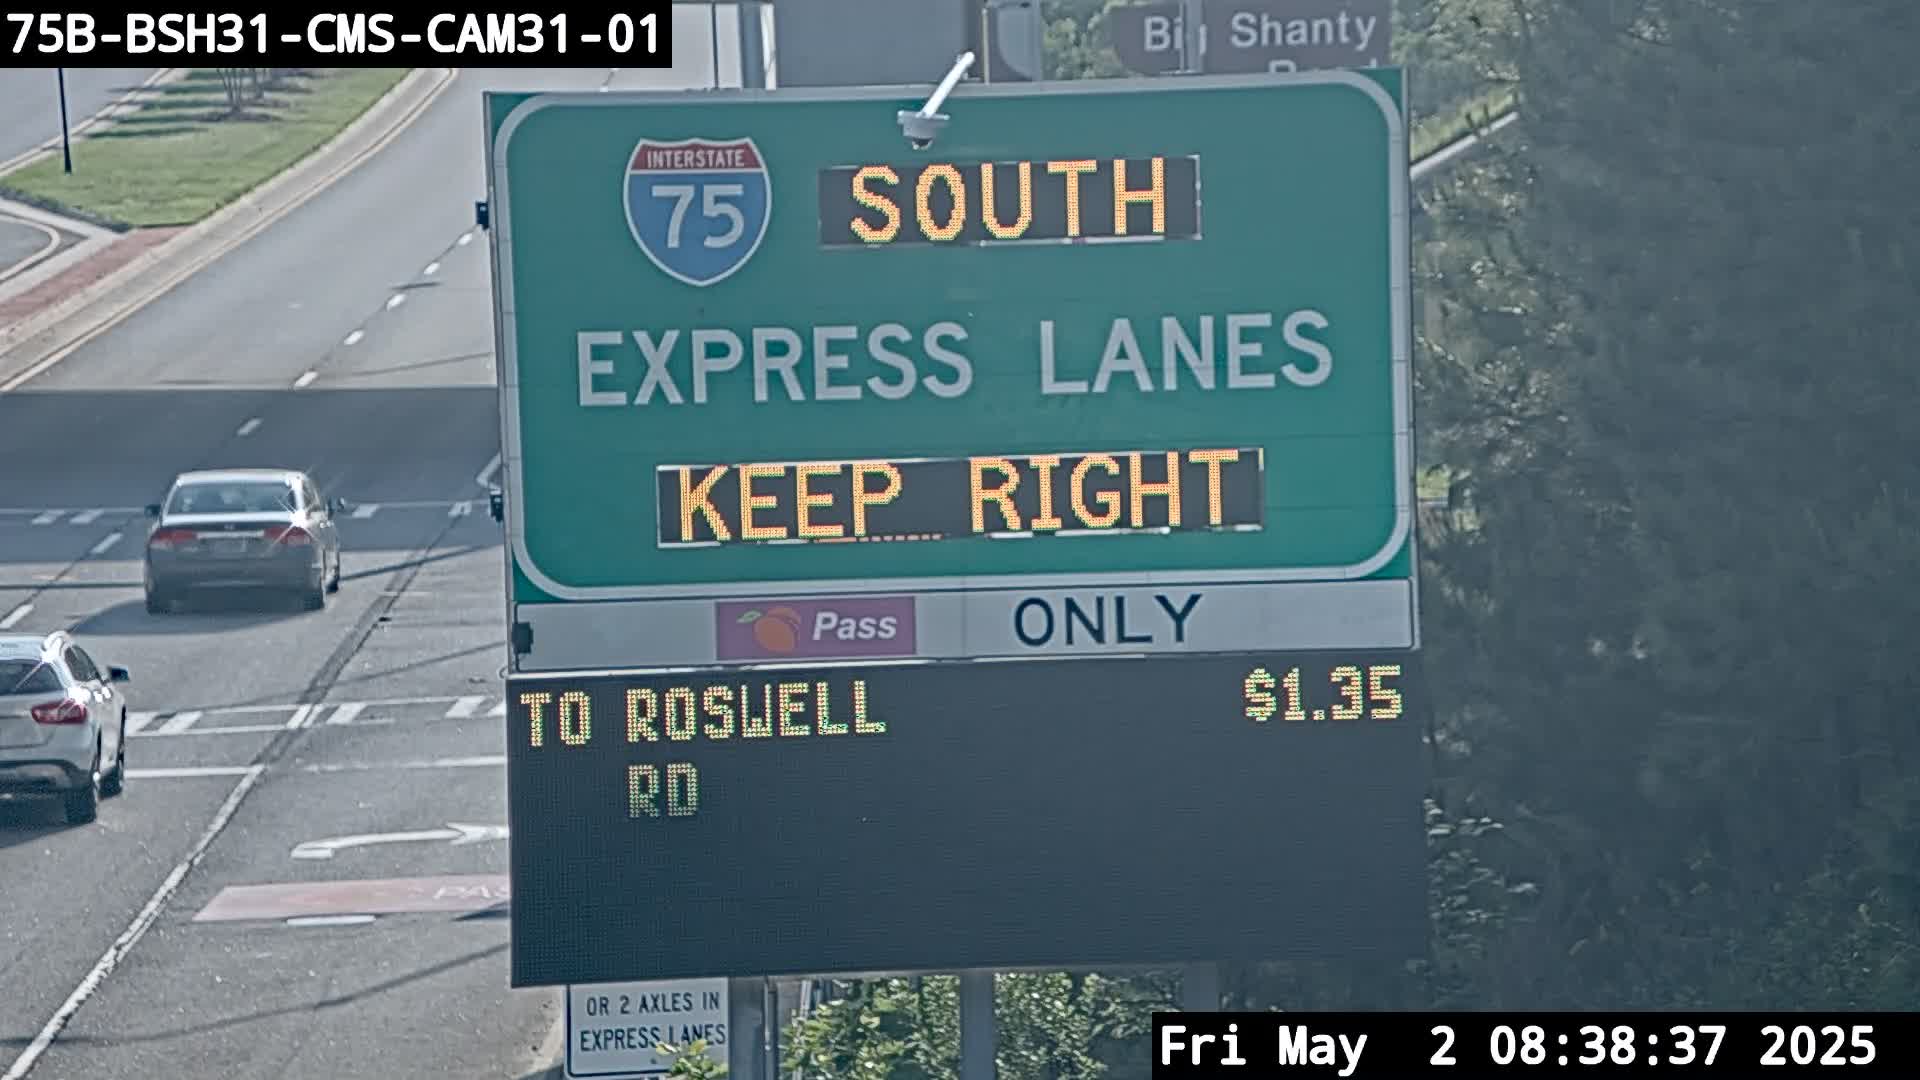 75B-BSH31-CMS-CAM31-01
Big Shanty
Road
INTERSTATE
75
SOUTH
EXPRESS LANES
KEEP RIGHT
Pass ONLY
TO ROSWELL $1.35
RD
OR 2 AXLES IN
EXPRESS LANES
Fri May 2 08:38:37 2025